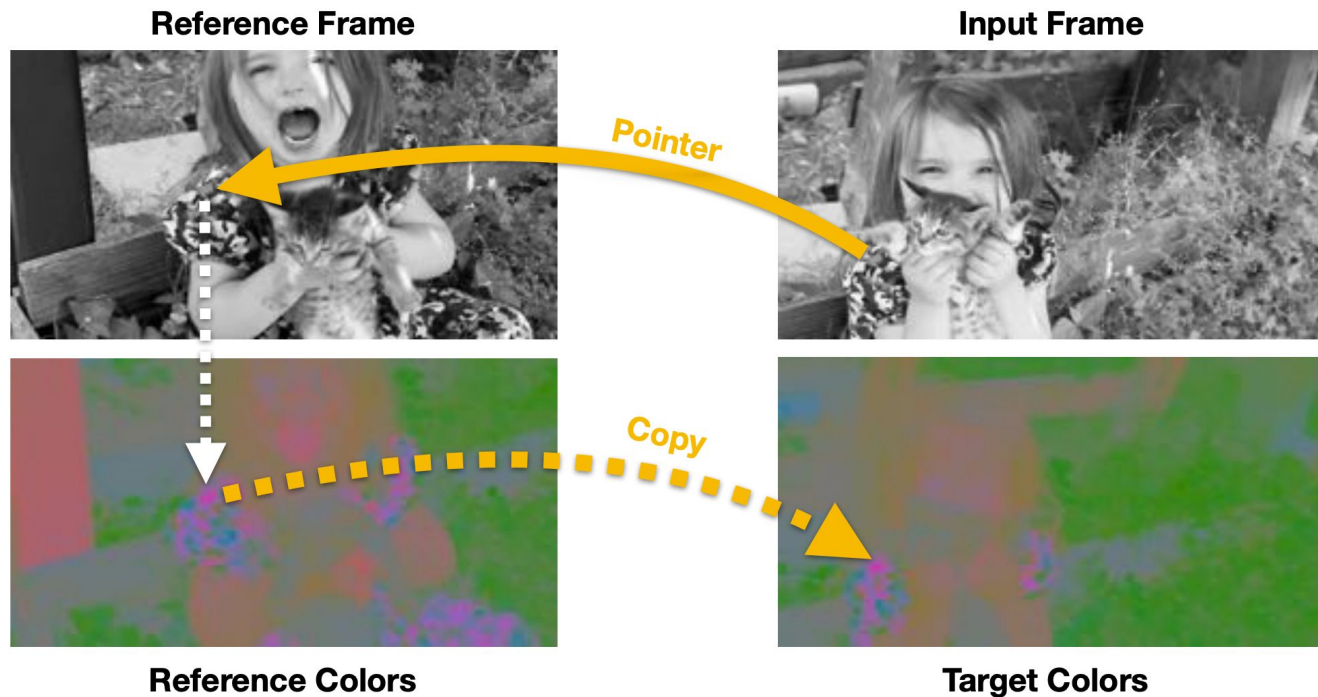 Reference Frame
Input Frame
Pointer
Copy
Reference Colors
Target Colors